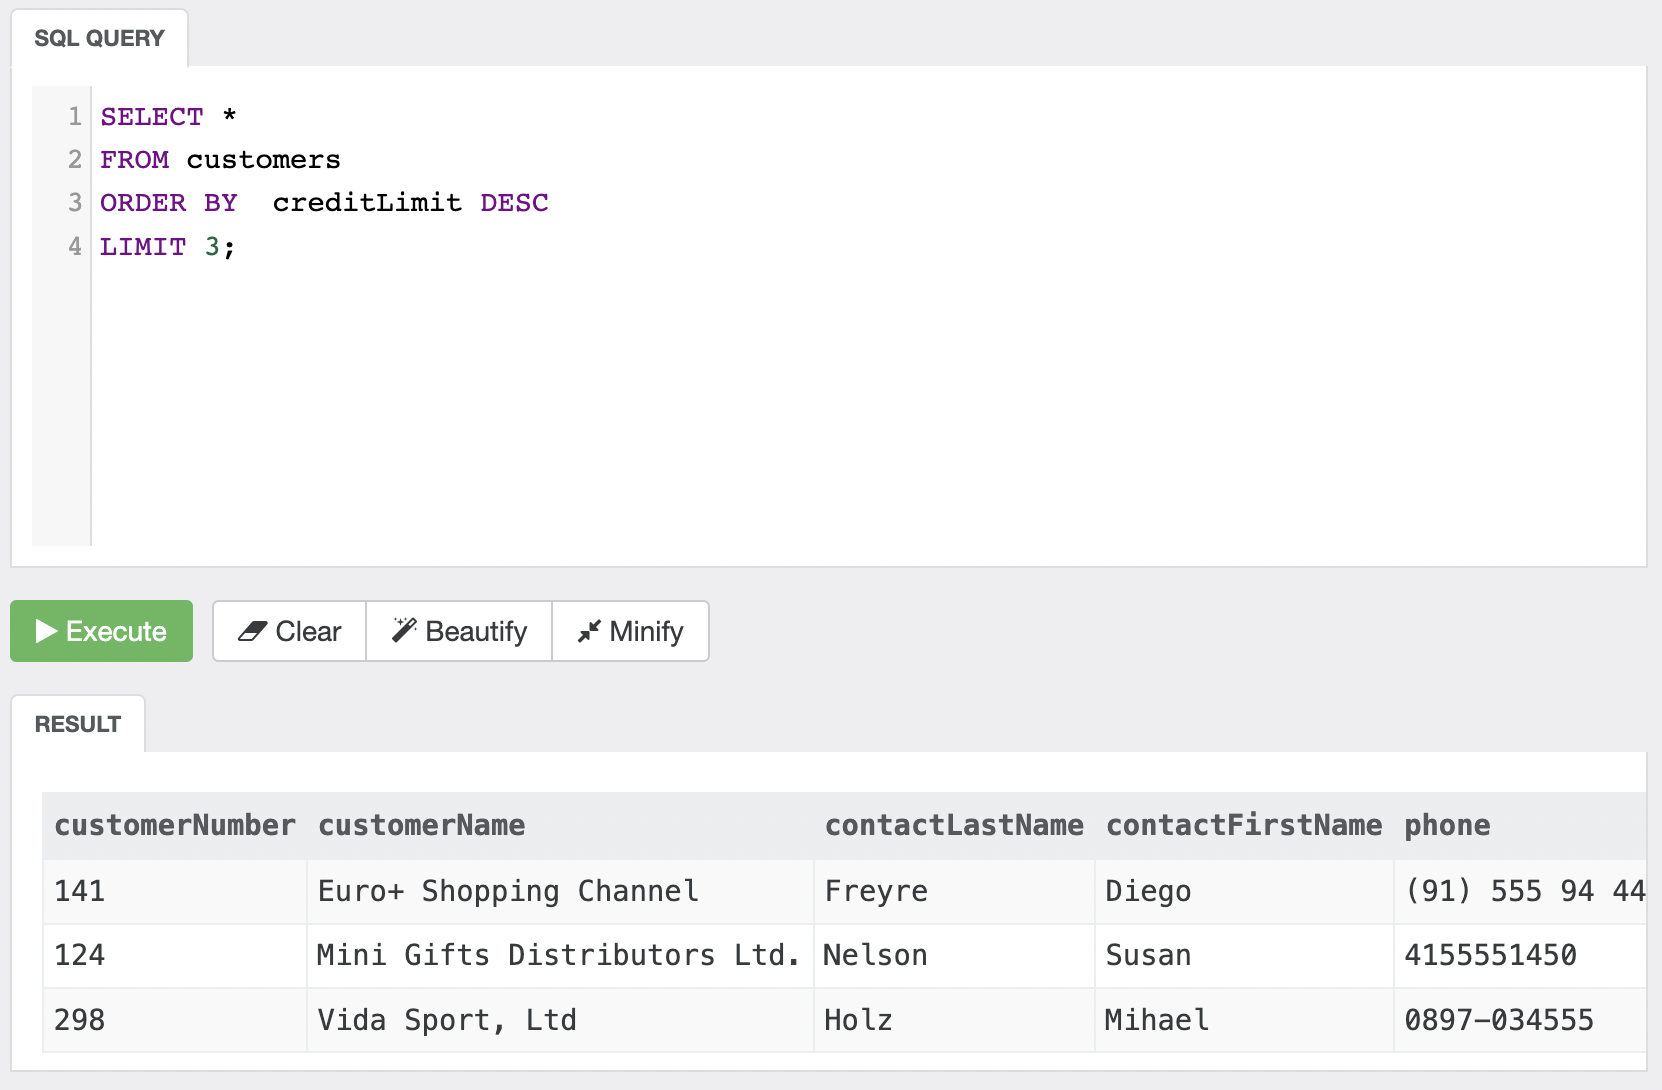 SQL QUERY
1 SELECT *
2 FROM customers
3 ORDER BY  creditLimit DESC
4 LIMIT 3;
Execute Clear Beautify Minify
RESULT
customerNumber customerName contactLastName contactFirstName phone
141 Euro+ Shopping Channel Freyre Diego (91) 555 94 44
124 Mini Gifts Distributors Ltd. Nelson Susan 4155551450
298 Vida Sport, Ltd Holz Mihael 0897-034555